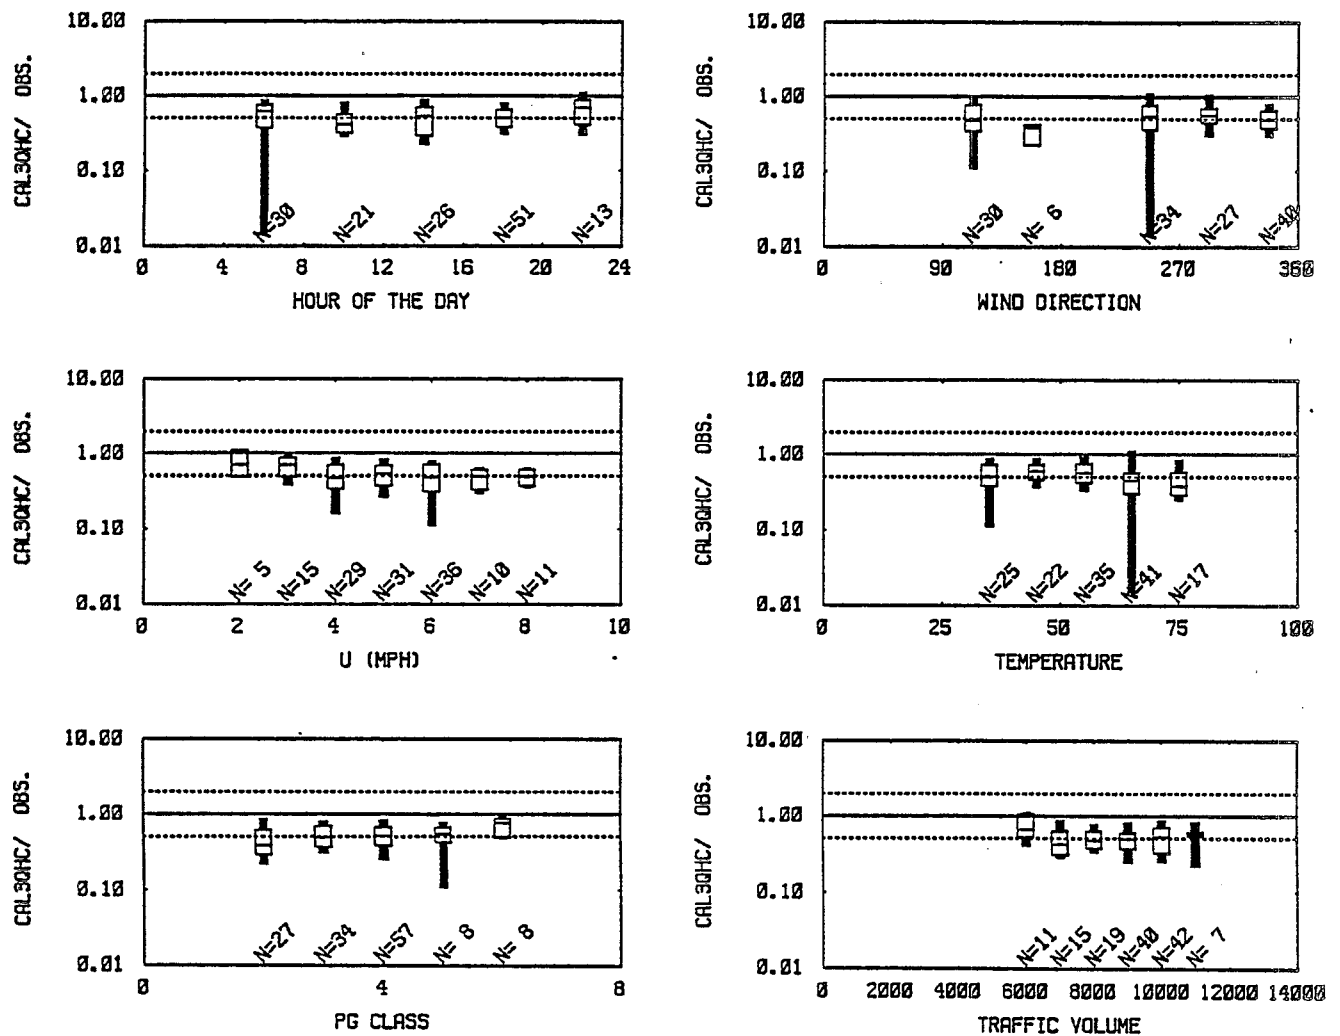 CAL3QHC/ OBS.
10.00
1.00
0.10
0.01
N=30
N=21
N=26
N=51
N=13
0 4 8 12 16 20 24
HOUR OF THE DAY
CAL3QHC/ OBS.
10.00
1.00
0.10
0.01
N=30
N= 6
N=34
N=27
N=40
0 90 180 270 360
WIND DIRECTION
CAL3QHC/ OBS.
10.00
1.00
0.10
0.01
N= 5
N=15
N=29
N=31
N=36
N=10
N=11
0 2 4 6 8 10
U (MPH)
CAL3QHC/ OBS.
10.00
1.00
0.10
0.01
N=25
N=22
N=35
N=41
N=17
0 25 50 75 100
TEMPERATURE
CAL3QHC/ OBS.
10.00
1.00
0.10
0.01
N=27
N=34
N=57
N= 8
N= 8
0 4 8
PG CLASS
CAL3QHC/ OBS.
10.00
1.00
0.10
0.01
N=11
N=15
N=19
N=40
N=42
N= 7
0 2000 4000 6000 8000 10000 12000 14000
TRAFFIC VOLUME